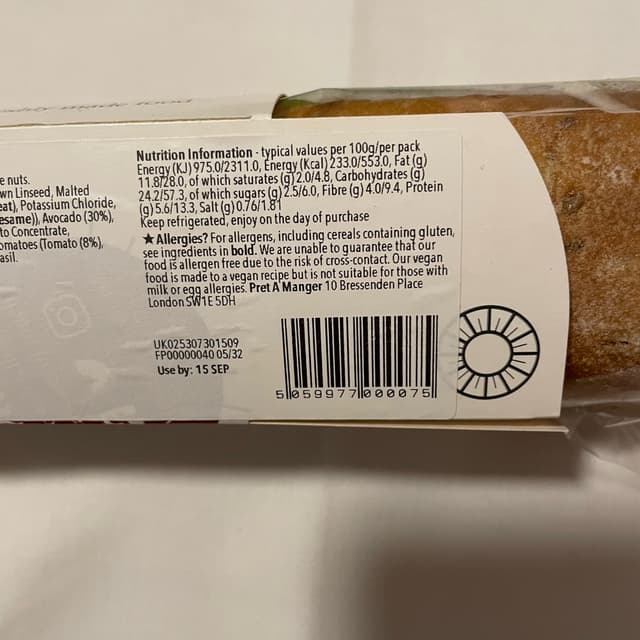 e nuts.
wn Linseed, Malted
eat), Potassium Chloride,
esame)), Avocado (30%),
to Concentrate,
omatoes (Tomato (8%),
asil.
Nutrition Information - typical values per 100g/per pack
Energy (KJ) 975.0/2311.0, Energy (Kcal) 233.0/553.0, Fat (g)
11.8/28.0, of which saturates (g) 2.0/4.8, Carbohydrates (g)
24.2/57.3, of which sugars (g) 2.5/6.0, Fibre (g) 4.0/9.4, Protein
(g) 5.6/13.3, Salt (g) 0.76/1.81
Keep refrigerated, enjoy on the day of purchase
★ Allergies? For allergens, including cereals containing gluten,
see ingredients in bold. We are unable to guarantee that our
food is allergen free due to the risk of cross-contact. Our vegan
food is made to a vegan recipe but is not suitable for those with
milk or egg allergies. Pret A Manger 10 Bressenden Place
London SW1E 5DH
UK025307301509
FP00000040 05/32
Use by: 15 SEP
5 059977 000075